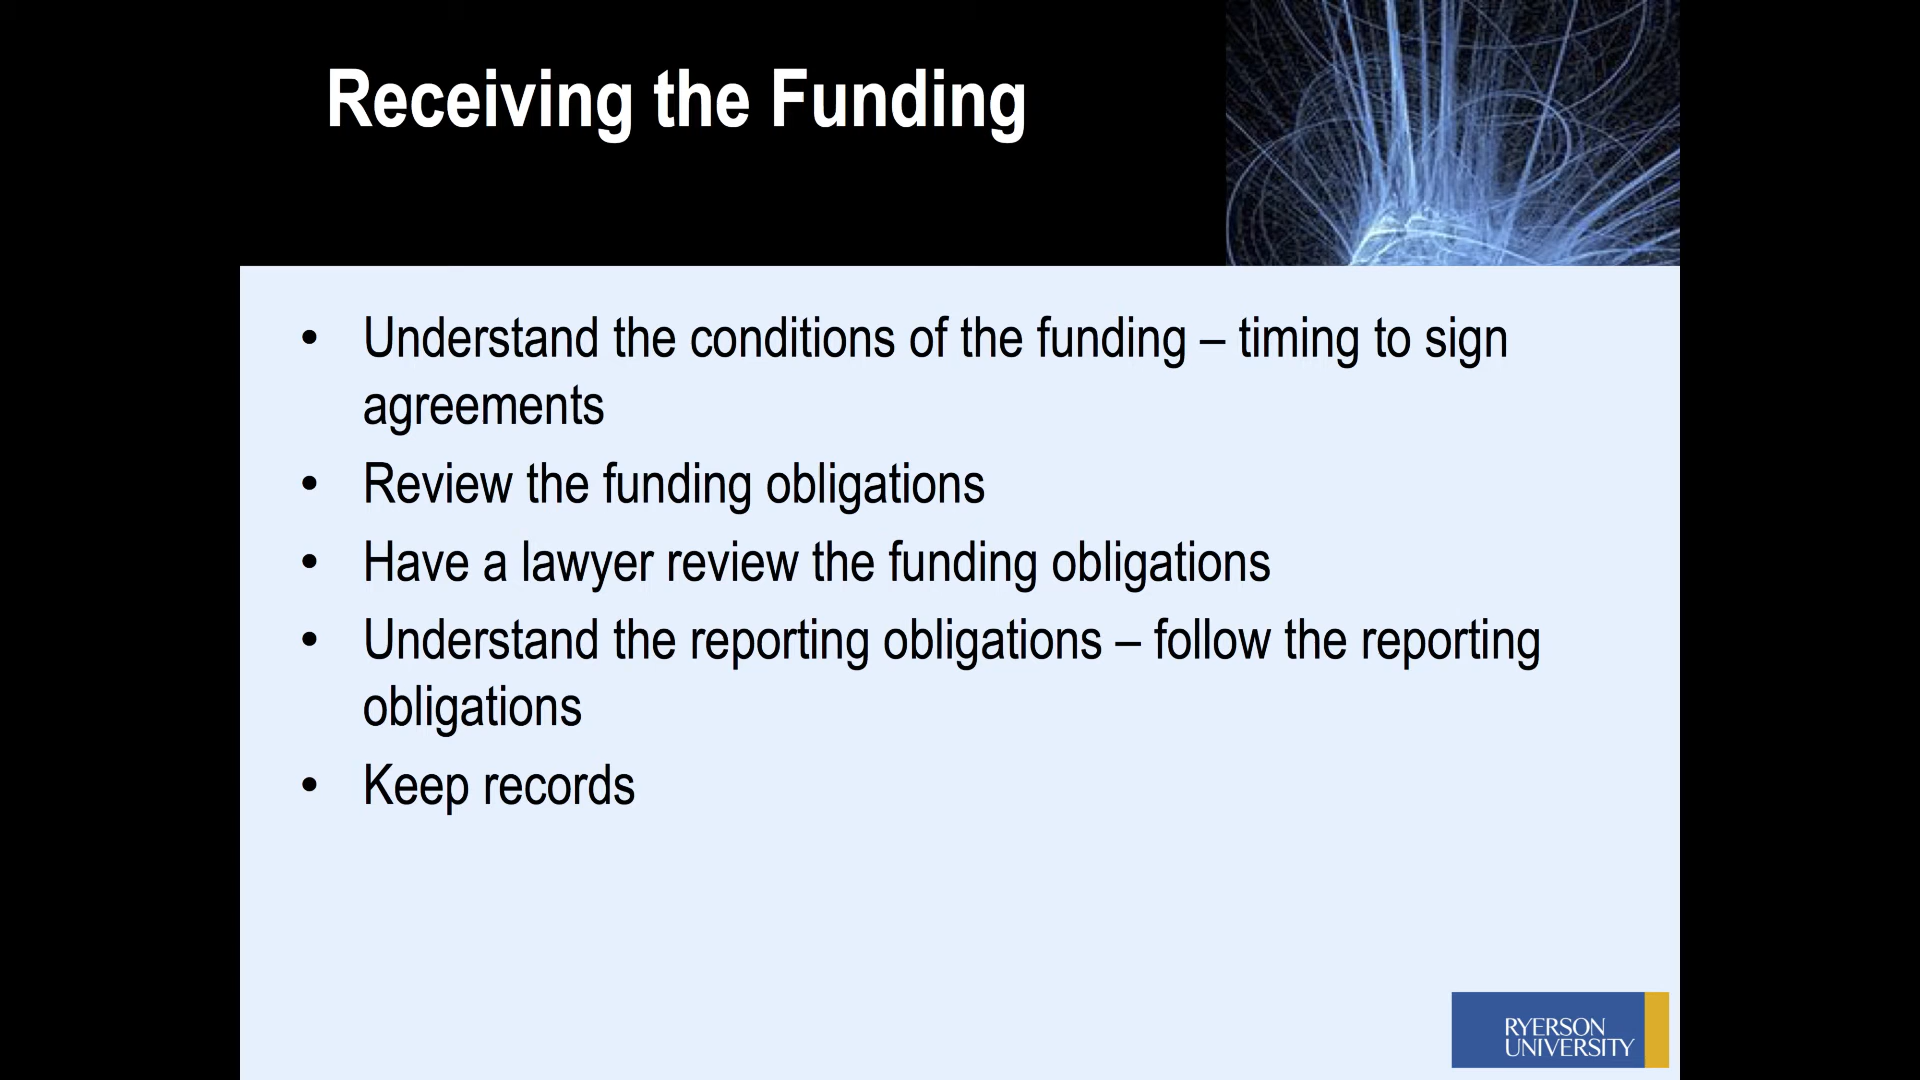 Receiving the Funding
• Understand the conditions of the funding – timing to sign
agreements
• Review the funding obligations
• Have a lawyer review the funding obligations
• Understand the reporting obligations – follow the reporting
obligations
• Keep records
RYERSON
UNIVERSITY